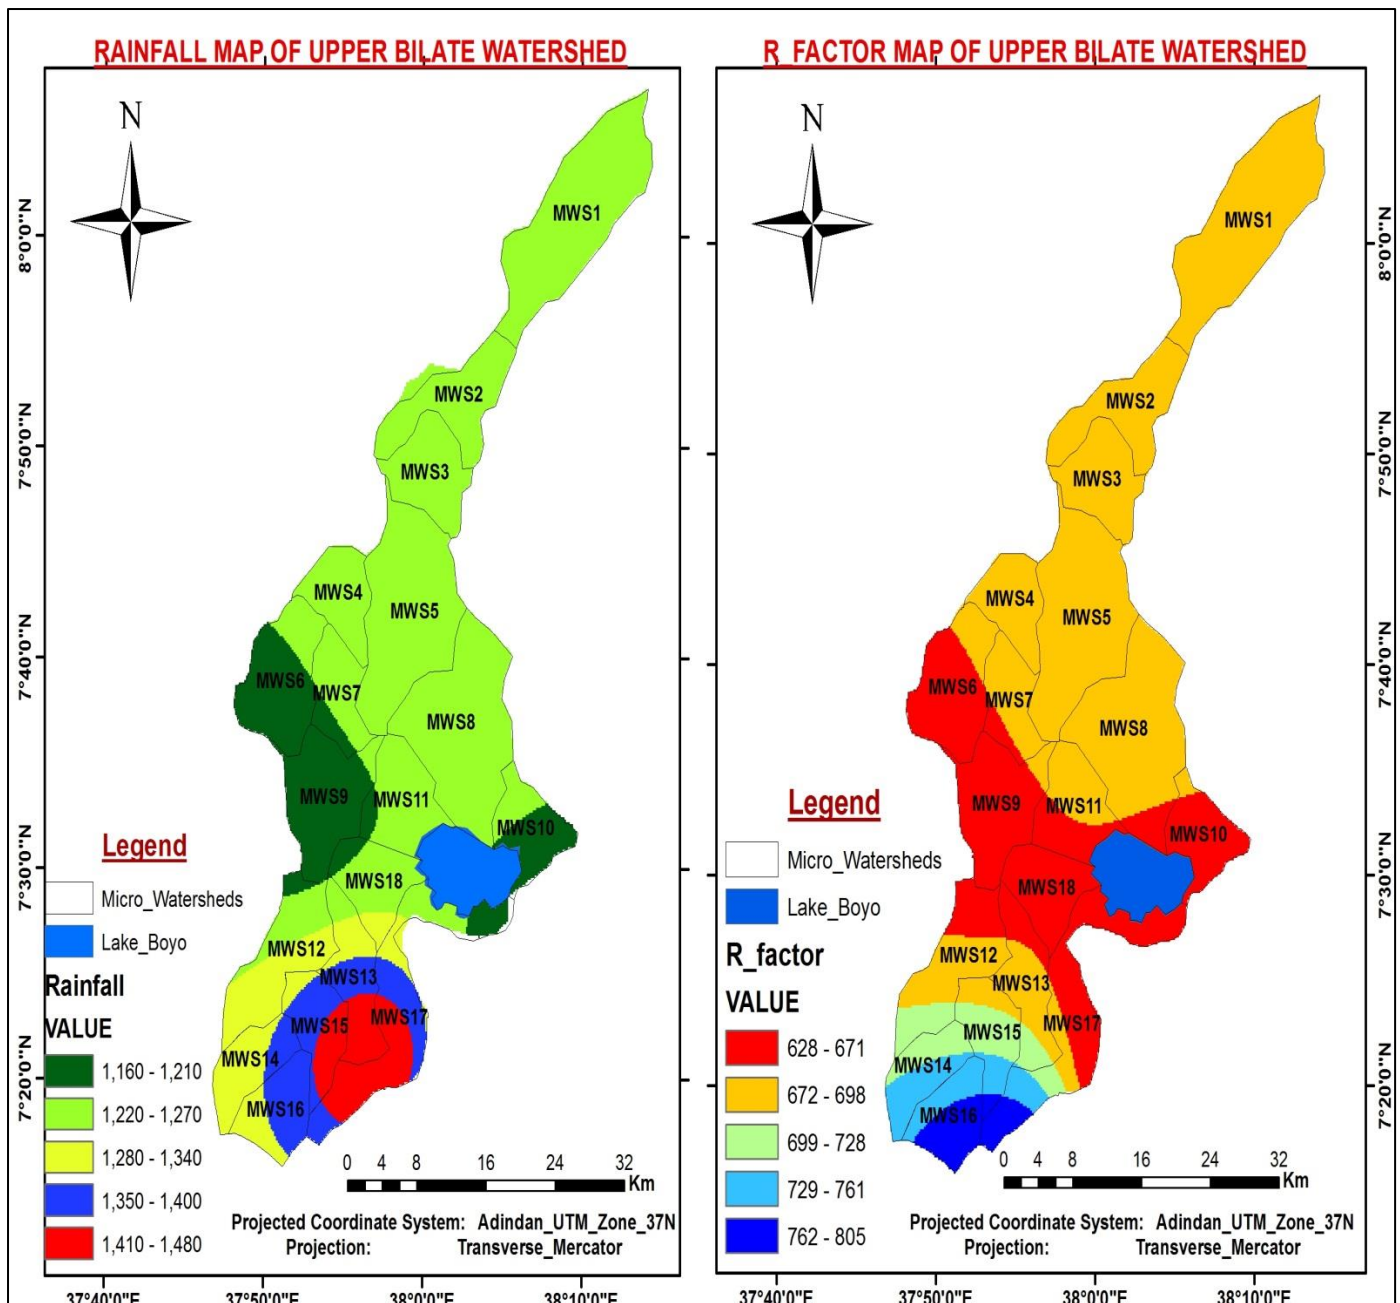 RAINFALL MAP OF UPPER BILATE WATERSHED
N
MWS1
MWS2
MWS3
MWS4
MWS5
MWS6
MWS7
MWS8
MWS9
MWS11
MWS10
MWS18
MWS12
MWS13
MWS15
MWS17
MWS14
MWS16
8°0'0"N
7°50'0"N
7°40'0"N
7°30'0"N
7°20'0"N
Legend
Micro_Watersheds
Lake_Boyo
Rainfall
VALUE
1,160 - 1,210
1,220 - 1,270
1,280 - 1,340
1,350 - 1,400
1,410 - 1,480
0 4 8 16 24 32
Km
Projected Coordinate System: Adindan_UTM_Zone_37N
Projection: Transverse_Mercator
37°40'0"E 37°50'0"E 38°0'0"E 38°10'0"E
R_FACTOR MAP OF UPPER BILATE WATERSHED
N
MWS1
MWS2
MWS3
MWS4
MWS5
MWS6
MWS7
MWS8
MWS9
MWS11
MWS10
MWS18
MWS12
MWS13
MWS15
MWS17
MWS14
MWS16
8°0'0"N
7°50'0"N
7°40'0"N
7°30'0"N
7°20'0"N
Legend
Micro_Watersheds
Lake_Boyo
R_factor
VALUE
628 - 671
672 - 698
699 - 728
729 - 761
762 - 805
0 4 8 16 24 32
Km
Projected Coordinate System: Adindan_UTM_Zone_37N
Projection: Transverse_Mercator
37°40'0"E 37°50'0"E 38°0'0"E 38°10'0"E